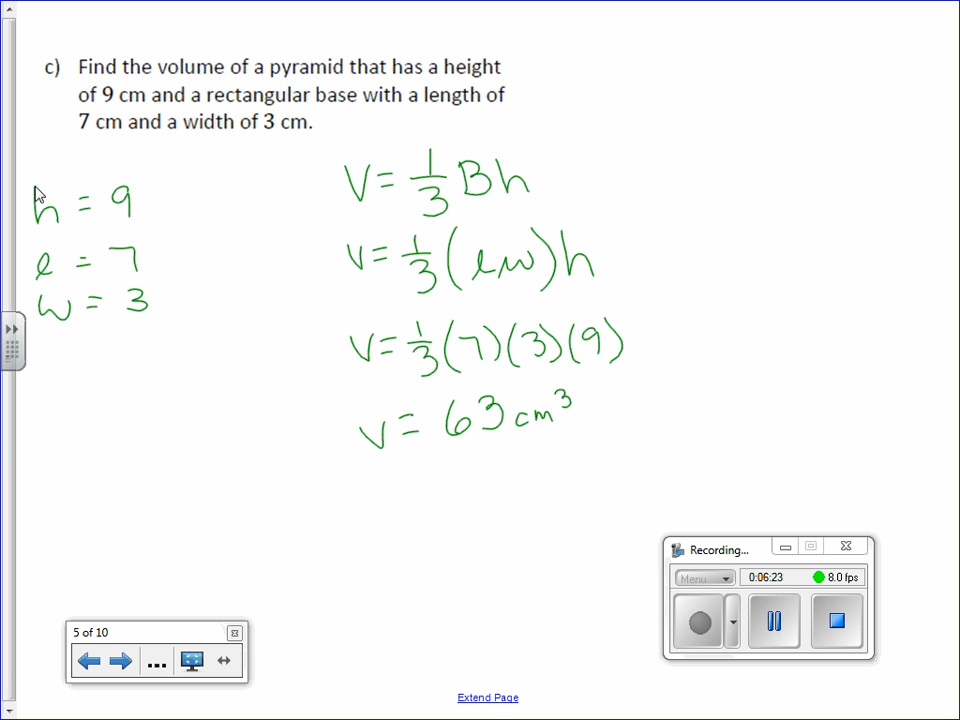 c) Find the volume of a pyramid that has a height
of 9 cm and a rectangular base with a length of
7 cm and a width of 3 cm.
h = 9
l = 7
w = 3
V = 1/3 Bh
V = 1/3 (lw)h
V = 1/3 (7)(3)(9)
V = 63 cm³
Recording...
Menu
0:06:23
8.0 fps
5 of 10
...
Extend Page